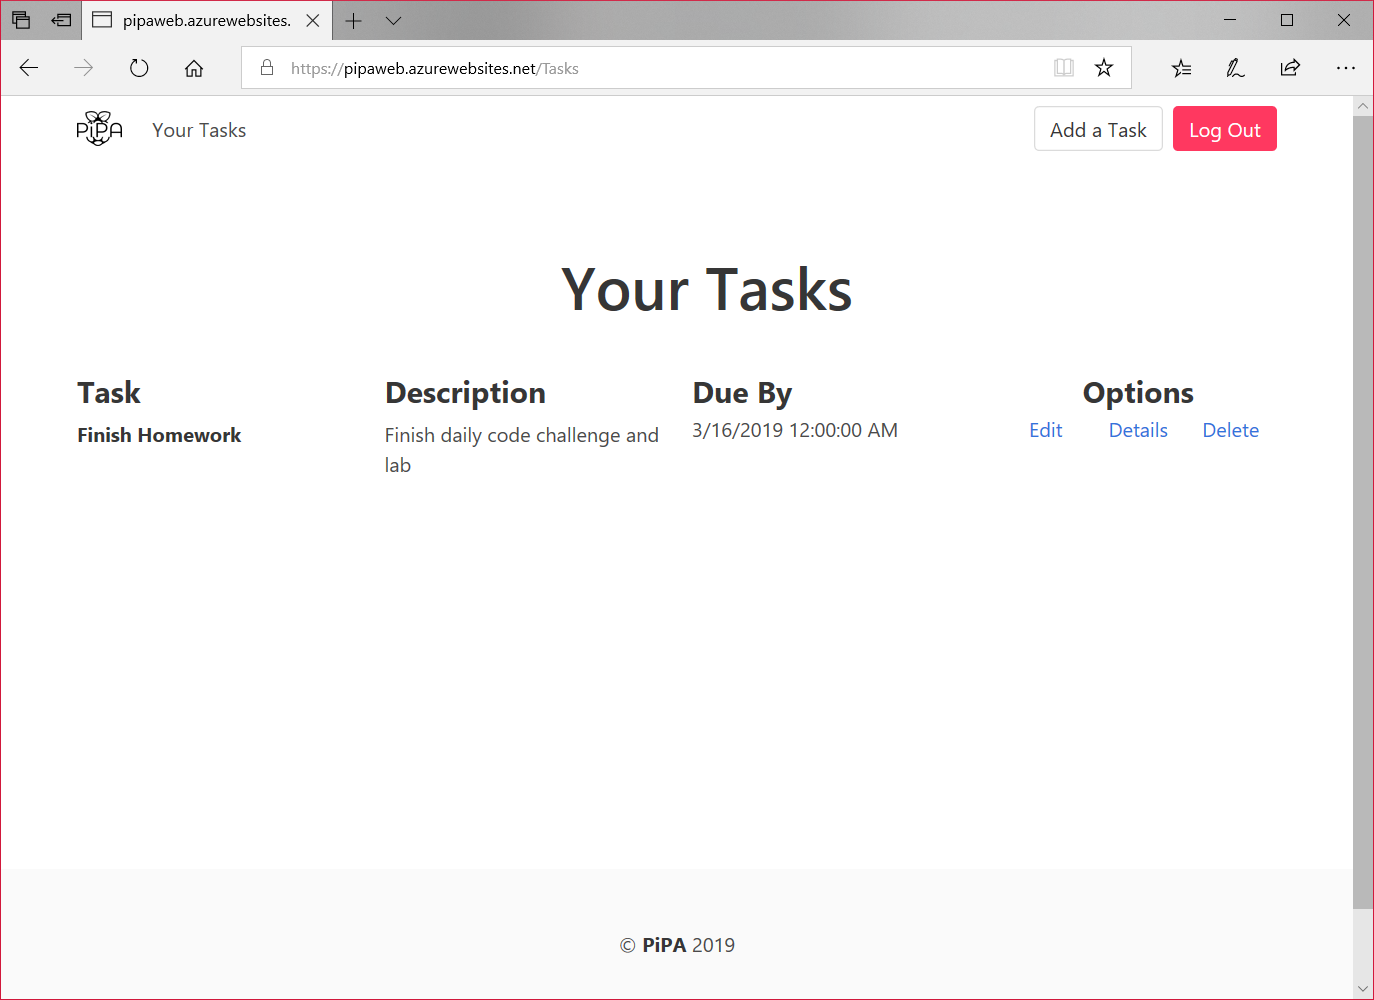 pipaweb.azurewebsites.
https://pipaweb.azurewebsites.net/Tasks
PiPA Your Tasks Add a Task Log Out
Your Tasks
Task Description Due By Options
Finish Homework Finish daily code challenge and 3/16/2019 12:00:00 AM Edit Details Delete
lab
© PiPA 2019